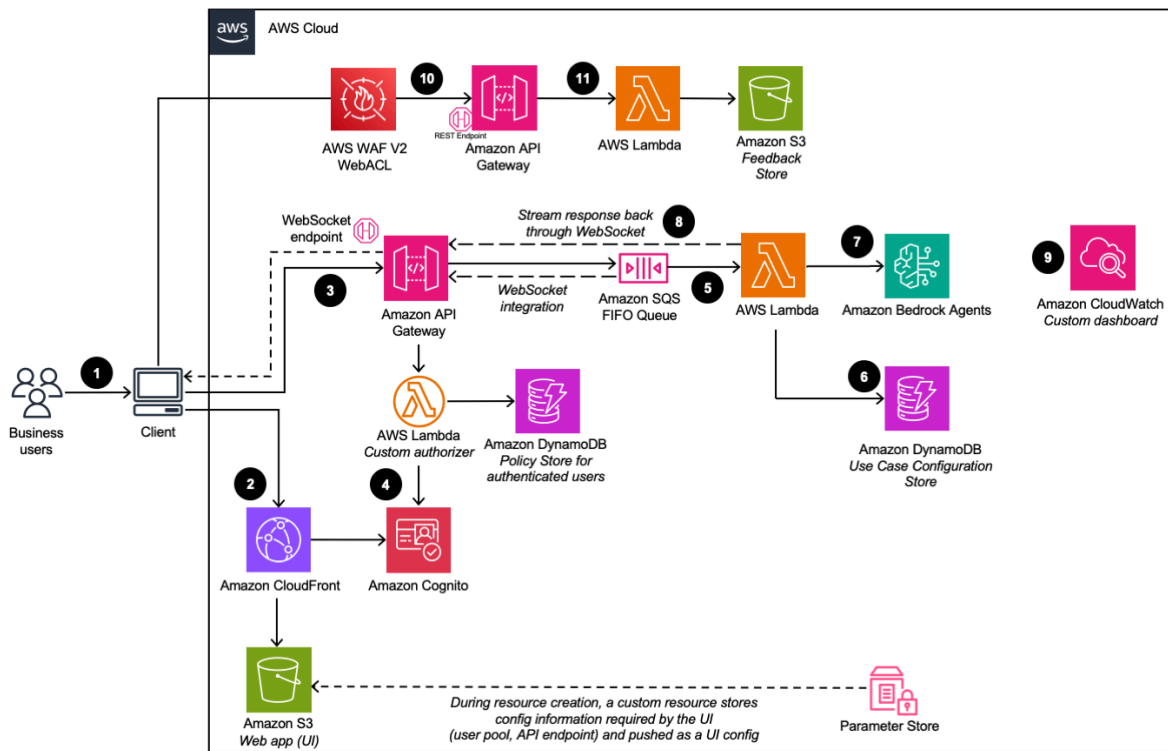 aws
AWS Cloud
10
11
REST Endpoint
AWS WAF V2
WebACL
Amazon API
Gateway
AWS Lambda
Amazon S3
Feedback
Store
WebSocket
endpoint
Stream response back
through WebSocket
8
7
9
3
5
WebSocket
integration
Amazon API
Gateway
Amazon SQS
FIFO Queue
AWS Lambda
Amazon Bedrock Agents
Amazon CloudWatch
Custom dashboard
1
6
Business
users
Client
AWS Lambda
Custom authorizer
Amazon DynamoDB
Policy Store for
authenticated users
Amazon DynamoDB
Use Case Configuration
Store
2
4
Amazon CloudFront
Amazon Cognito
During resource creation, a custom resource stores
config information required by the UI
(user pool, API endpoint) and pushed as a UI config
Amazon S3
Web app (UI)
Parameter Store